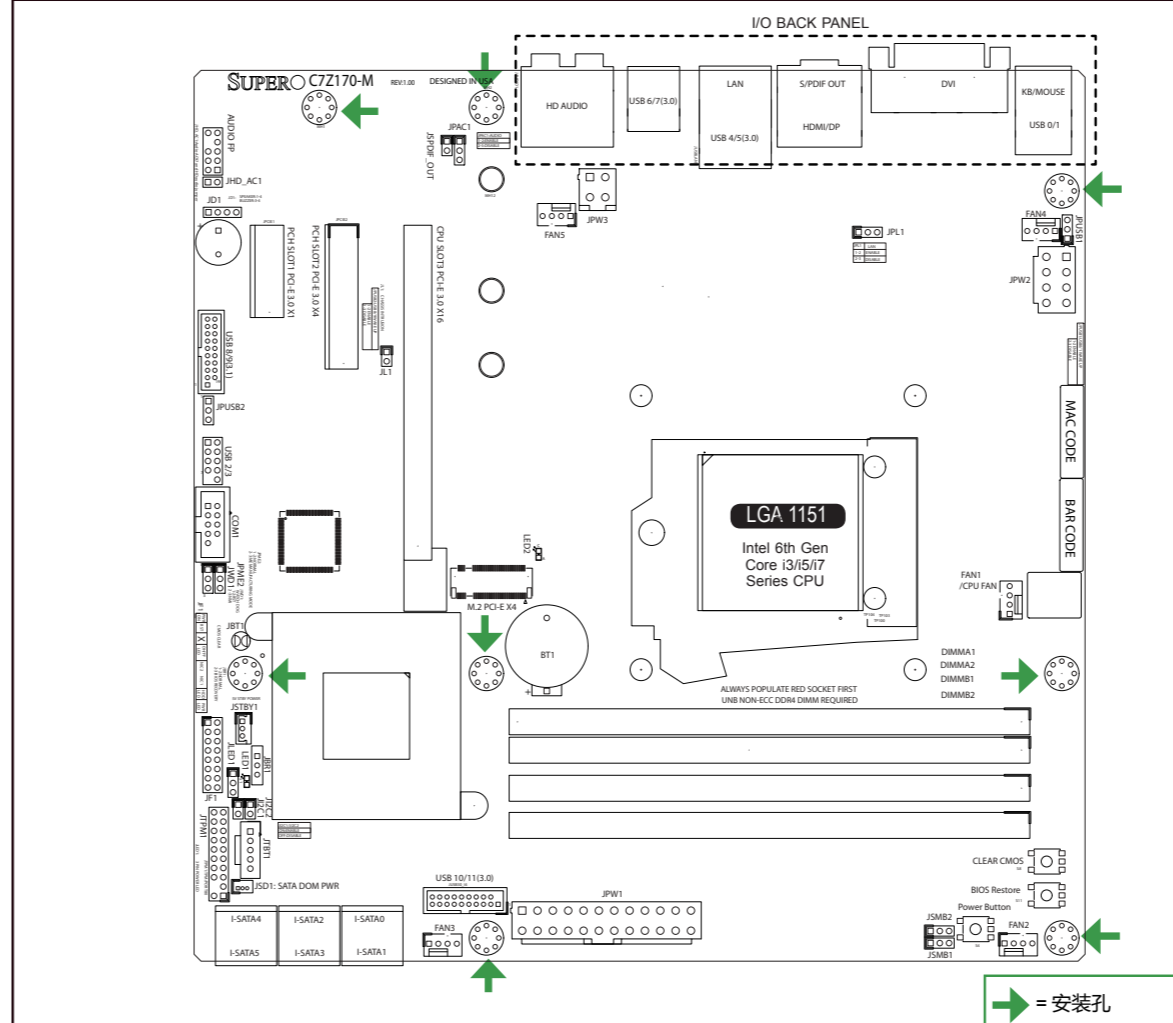 I/O BACK PANEL
SUPERO C7Z170-M REV:1.00 DESIGNED IN USA
HD AUDIO
USB 6/7(3.0)
LAN
USB 4/5(3.0)
S/PDIF OUT
HDMI/DP
DVI
KB/MOUSE
USB 0/1
AUDIO FP
JPAC1
JSPDIF_OUT
JHD_AC1
JD1
FAN5
JPW3
JPL1
FAN4
JPUSB1
JPW2
PCH SLOT1 PCI-E 3.0 X1
PCH SLOT2 PCI-E 3.0 X4
CPU SLOT3 PCI-E 3.0 X16
USB 8/9(3.1)
JL1
JPUSB2
USB 2/3
COM1
MAC CODE
BAR CODE
LGA 1151
Intel 6th Gen
Core i3/i5/i7
Series CPU
LED2
M.2 PCI-E X4
FAN1
/CPU FAN
JPME2
JWD1
JBT1
BT1
+
DIMMA1
DIMMA2
DIMMB1
DIMMB2
ALWAYS POPULATE RED SOCKET FIRST
UNB NON-ECC DDR4 DIMM REQUIRED
JSTBY1
JLED1
LED1
JBR1
JF1
JI2C1
JI2C2
JTPM1
JTBT1
JSD1: SATA DOM PWR
USB 10/11(3.0)
JPW1
CLEAR CMOS
BIOS Restore
Power Button
JSMB2
JSMB1
FAN2
FAN3
I-SATA4
I-SATA2
I-SATA0
I-SATA5
I-SATA3
I-SATA1
= 安装孔